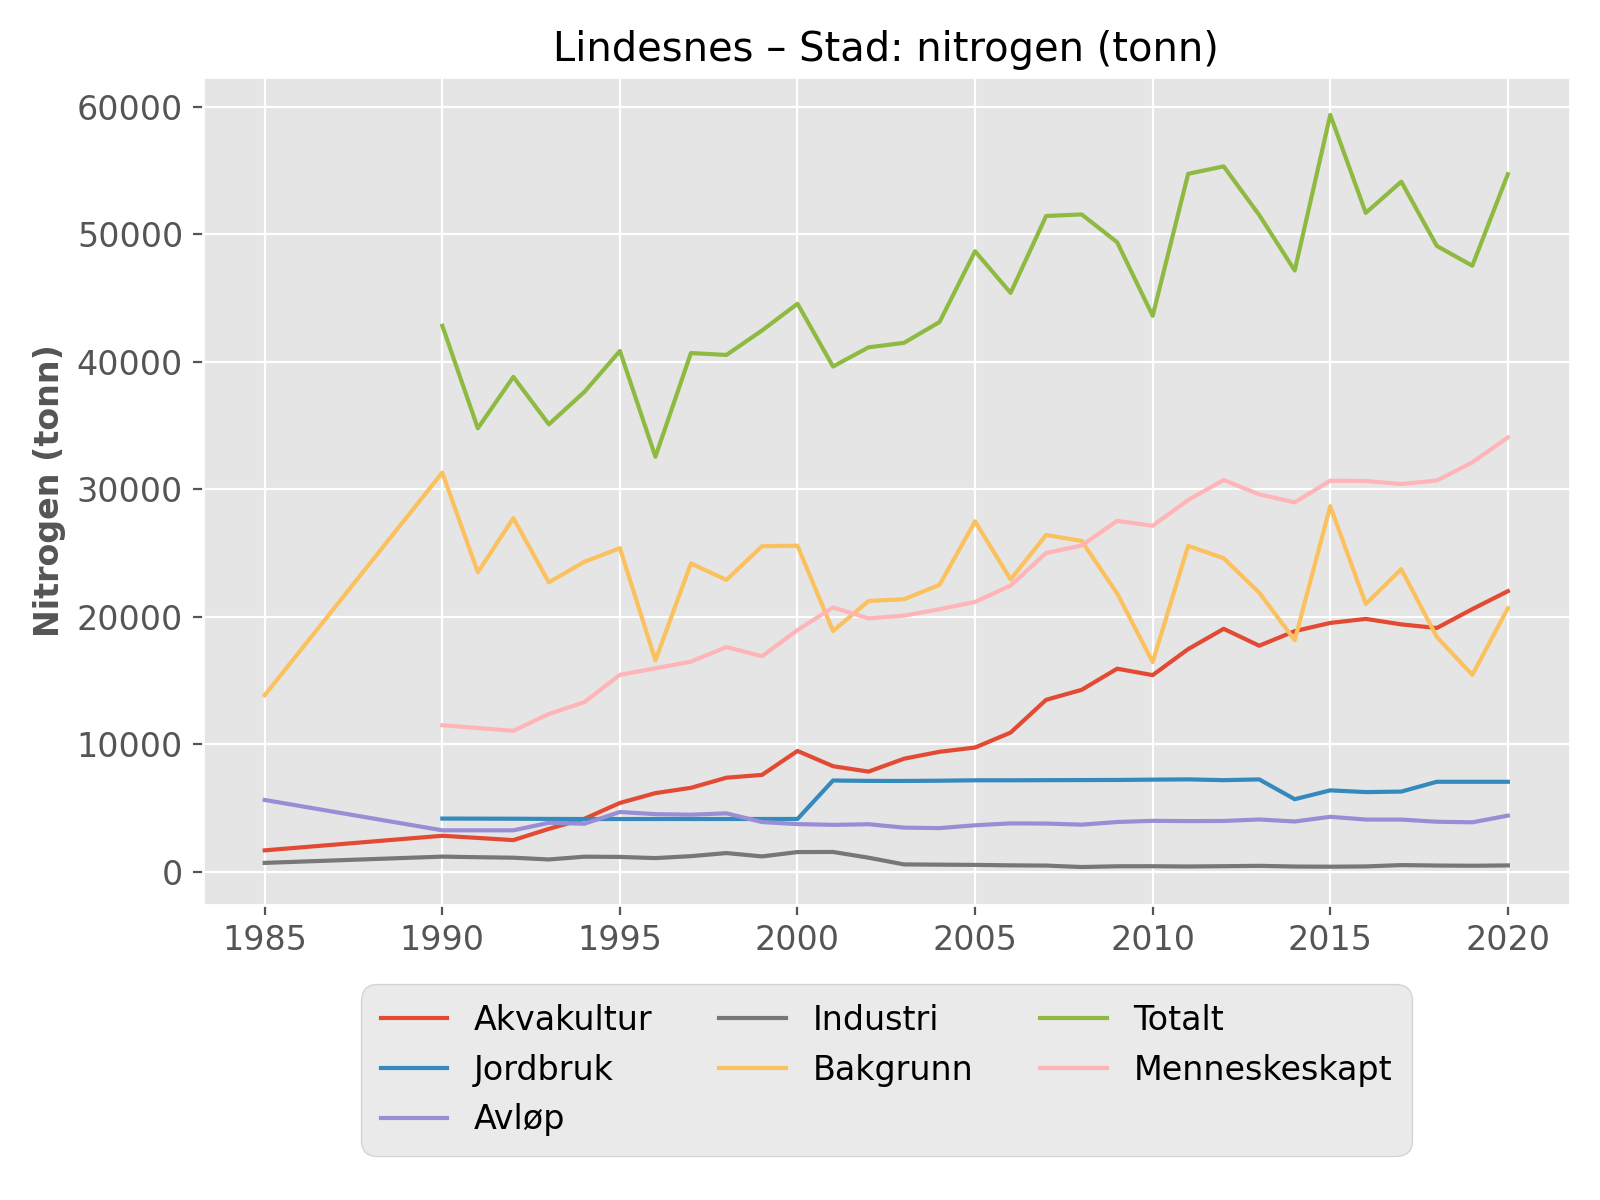 Lindesnes – Stad: nitrogen (tonn)
Nitrogen (tonn)
60000
50000
40000
30000
20000
10000
0
1985 1990 1995 2000 2005 2010 2015 2020
Akvakultur Industri Totalt
Jordbruk Bakgrunn Menneskeskapt
Avløp